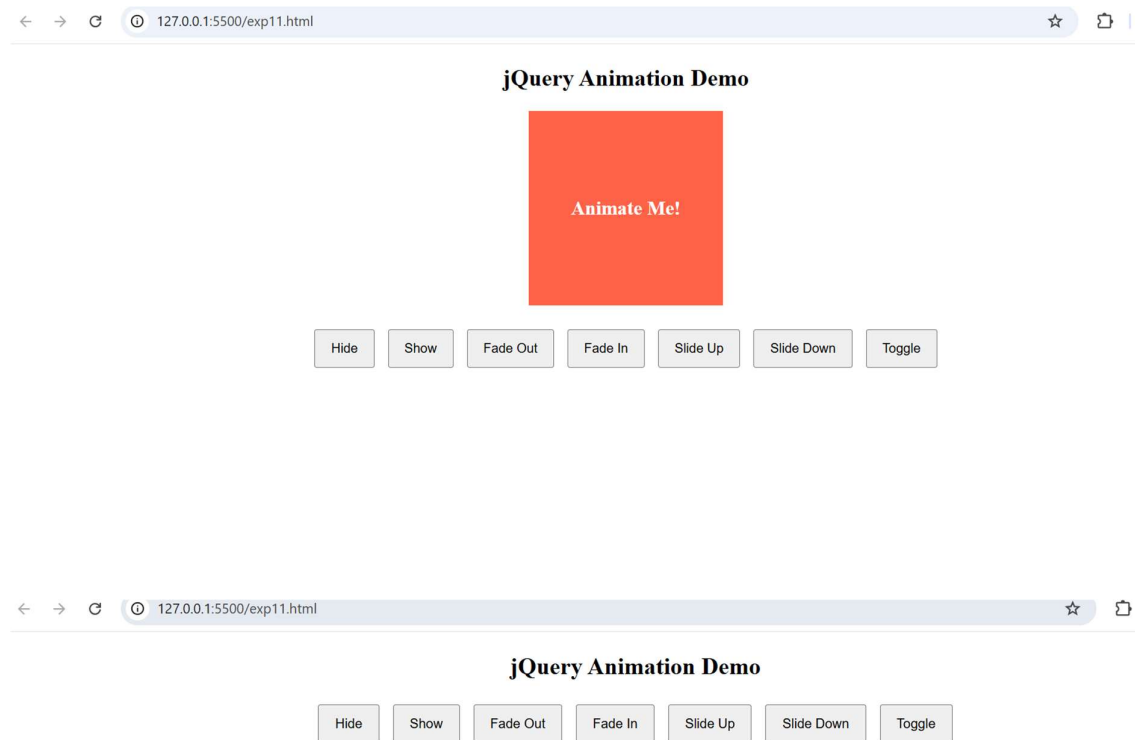 127.0.0.1:5500/exp11.html
jQuery Animation Demo
Animate Me!
Hide Show Fade Out Fade In Slide Up Slide Down Toggle
127.0.0.1:5500/exp11.html
jQuery Animation Demo
Hide Show Fade Out Fade In Slide Up Slide Down Toggle